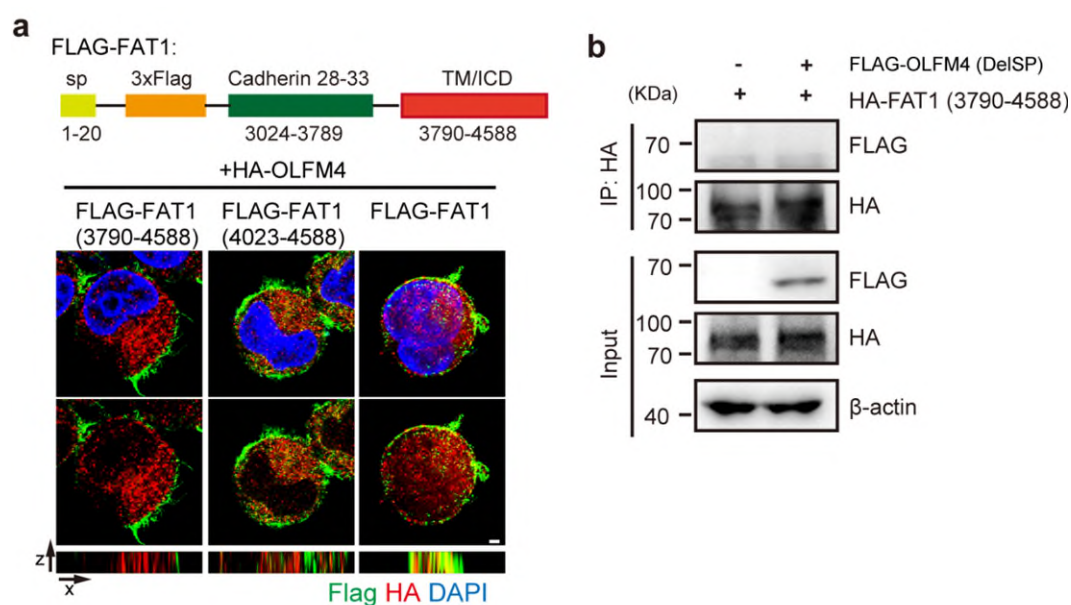 a
FLAG-FAT1:
sp 3xFlag Cadherin 28-33 TM/ICD
1-20 3024-3789 3790-4588
+HA-OLFM4
FLAG-FAT1 FLAG-FAT1 FLAG-FAT1
(3790-4588) (4023-4588)
z
x
Flag HA DAPI
b
- + FLAG-OLFM4 (DelSP)
(KDa) + + HA-FAT1 (3790-4588)
IP: HA
70 FLAG
100
70 HA
Input
70 FLAG
100
70 HA
40 β-actin